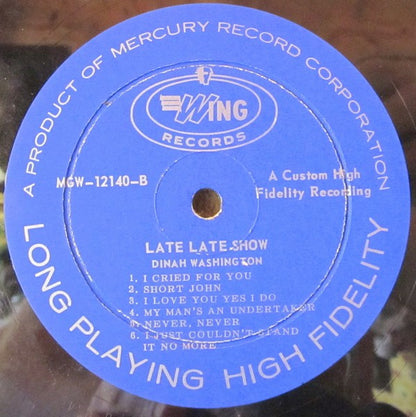 A PRODUCT OF MERCURY RECORD CORPORATION
WING
RECORDS
MGW-12140-B
A Custom High
Fidelity Recording
LATE LATE SHOW
DINAH WASHINGTON
1. I CRIED FOR YOU
2. SHORT JOHN
3. I LOVE YOU YES I DO
4. MY MAN'S AN UNDERTAKER
5. NEVER, NEVER
6. I JUST COULDN'T STAND
IT NO MORE
LONG PLAYING HIGH FIDELITY